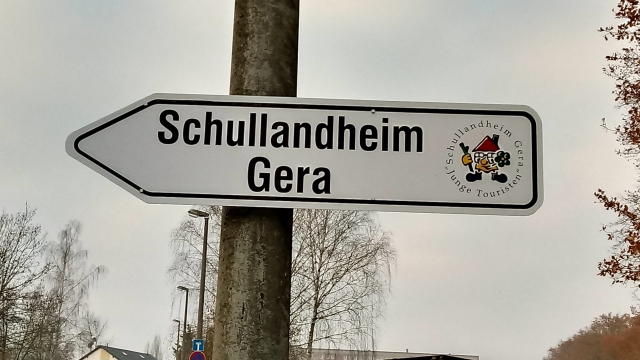 Schullandheim
Gera
Schullandheim Gera
"Junge Touristen"